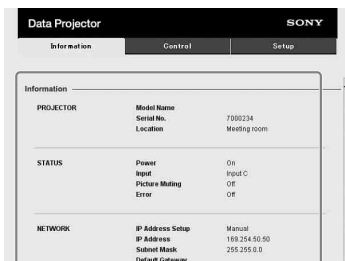 Data Projector SONY
Information Control Setup
Information
PROJECTOR Model Name
Serial No. 7000234
Location Meeting room
STATUS Power On
Input Input C
Picture Muting Off
Error Off
NETWORK IP Address Setup Manual
IP Address 169.254.50.50
Subnet Mask 255.255.0.0
Default Gateway